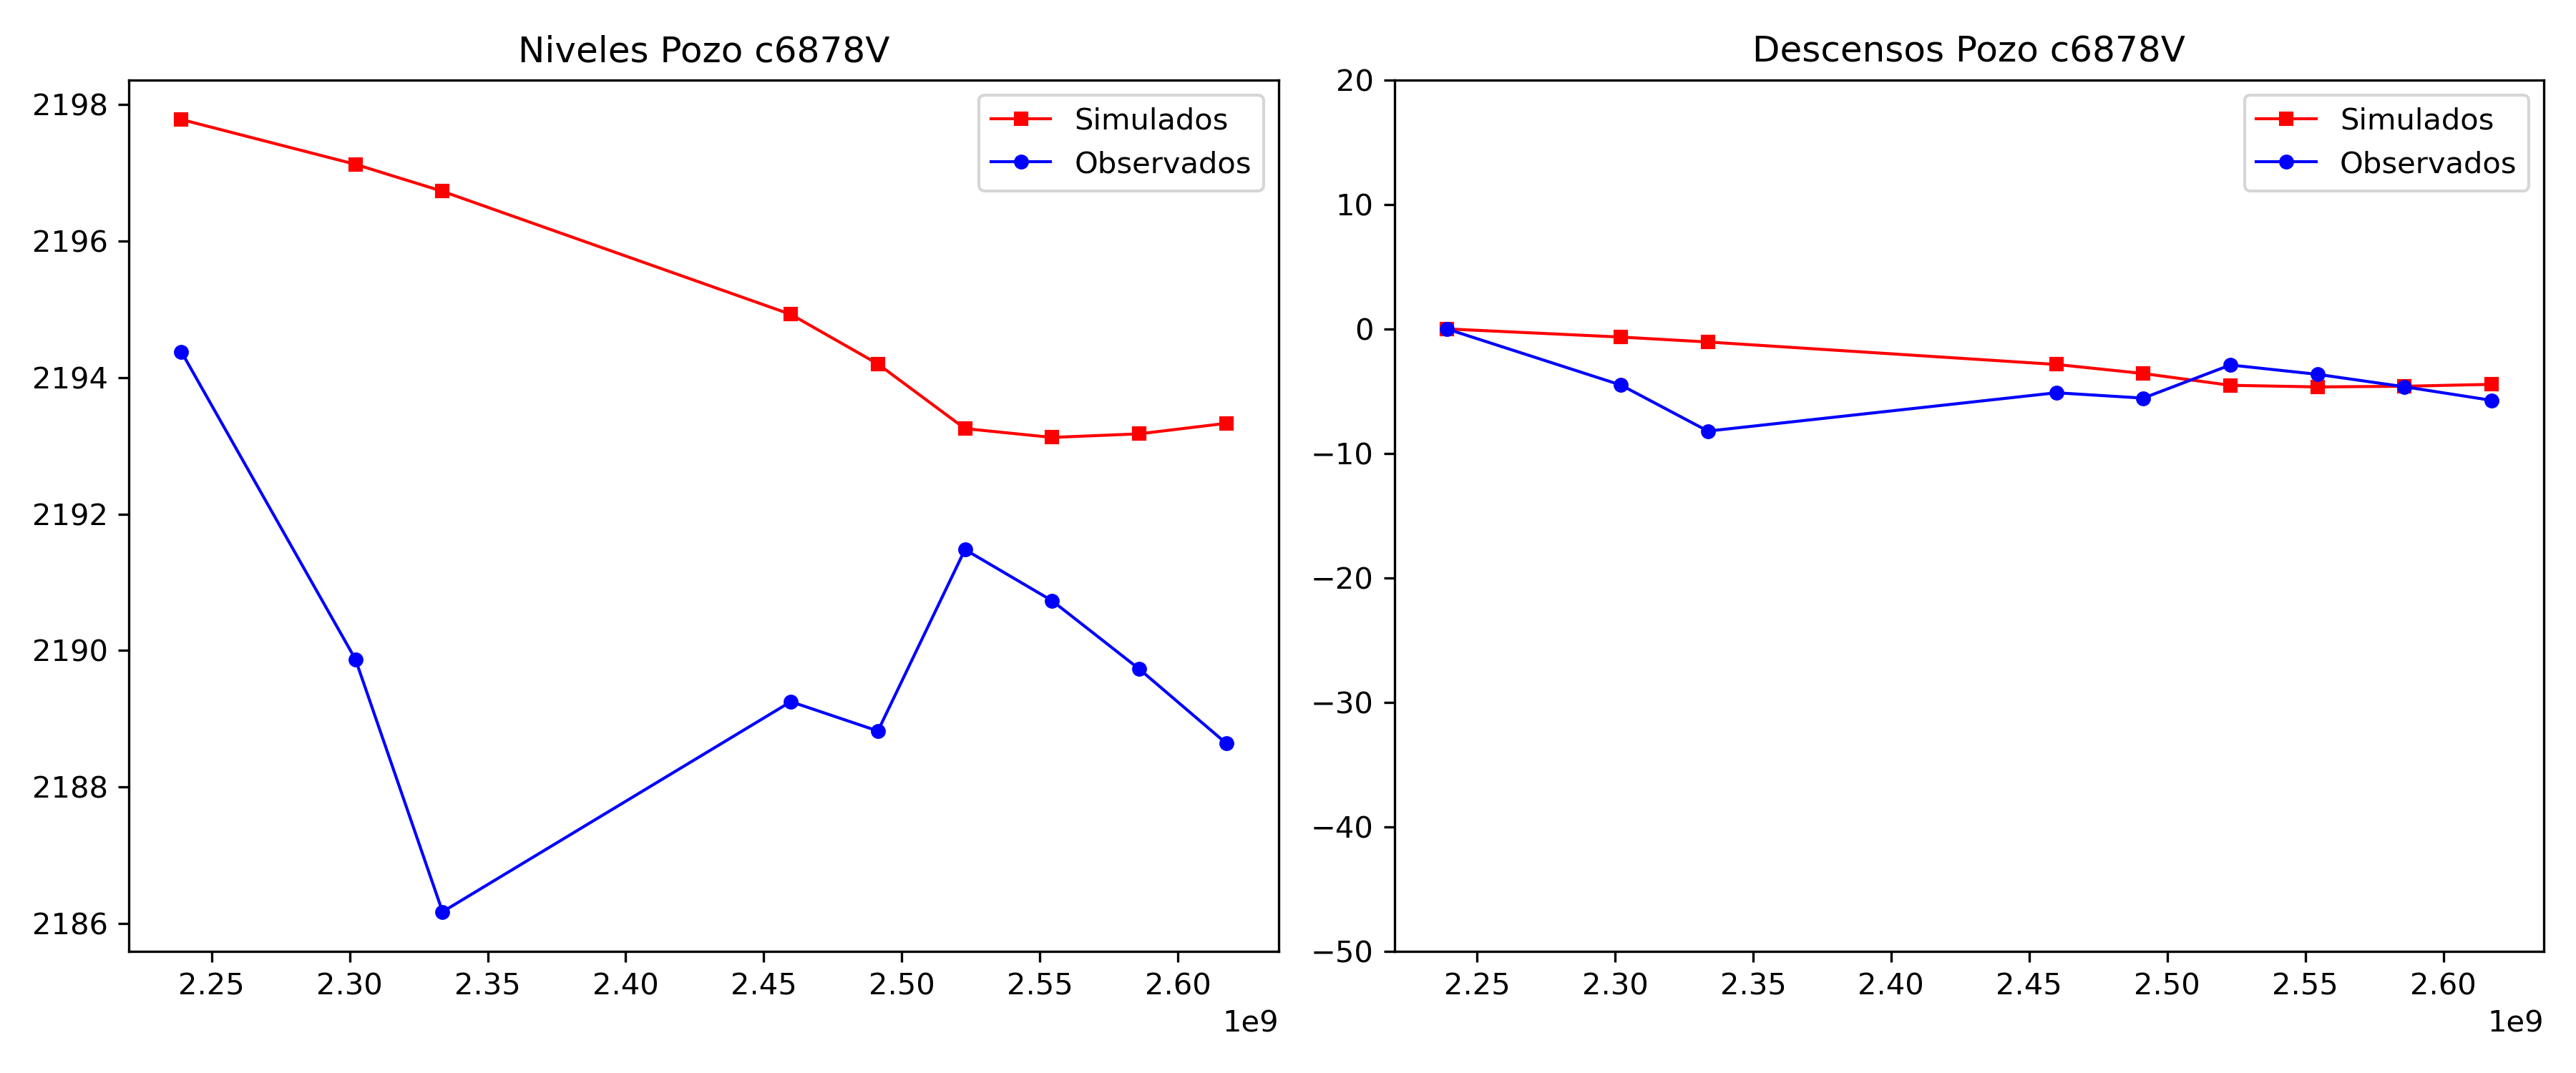 Niveles Pozo c6878V
2198
2196
2194
2192
2190
2188
2186
2.25 2.30 2.35 2.40 2.45 2.50 2.55 2.60
1e9
Simulados
Observados
Descensos Pozo c6878V
20
10
0
−10
−20
−30
−40
−50
2.25 2.30 2.35 2.40 2.45 2.50 2.55 2.60
1e9
Simulados
Observados